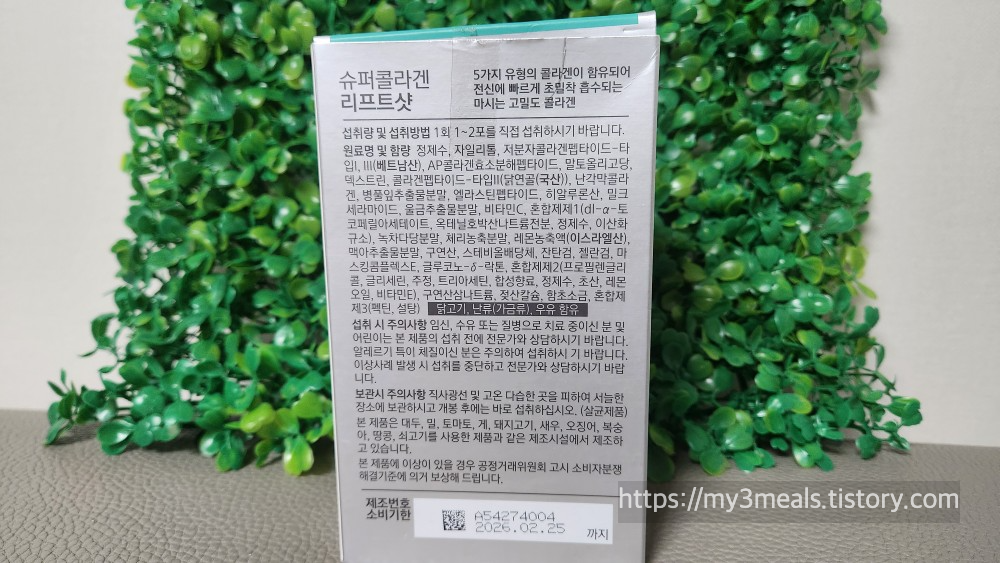 슈퍼콜라겐
리프트샷
5가지 유형의 콜라겐이 함유되어
전신에 빠르게 초밀착 흡수되는
마시는 고밀도 콜라겐
섭취량 및 섭취방법 1회 1~2포를 직접 섭취하시기 바랍니다.
원료명 및 함량 정제수, 자일리톨, 저분자콜라겐펩타이드-타
입I, III(베트남산), AP콜라겐효소분해펩타이드, 말토올리고당,
덱스트린, 콜라겐펩타이드-타입II(닭연골(국산)), 난각막콜라
겐, 병풀잎추출물분말, 엘라스틴펩타이드, 히알루론산, 밀크
세라마이드, 울금추출물분말, 비타민C, 혼합제제1(dl-α-토
코페릴아세테이트, 옥테닐호박산나트륨전분, 정제수, 이산화
규소), 녹차다당분말, 체리농축분말, 레몬농축액(이스라엘산),
맥아추출물분말, 구연산, 스테비올배당체, 잔탄검, 젤란검, 마
스킹콤플렉스E, 글루코노-δ-락톤, 혼합제제2(프로필렌글리
콜, 글리세린, 주정, 트리아세틴, 합성향료, 정제수, 초산, 레몬
오일, 비타민E), 구연산삼나트륨, 젖산칼슘, 함초소금, 혼합제
제3(펙틴, 설탕) 닭고기, 난류(가금류), 우유 함유
섭취 시 주의사항 임신, 수유 또는 질병으로 치료 중이신 분 및
어린이는 본 제품의 섭취 전에 전문가와 상담하시기 바랍니다.
알레르기 특이 체질이신 분은 주의하여 섭취하시 기 바랍니다.
이상사례 발생 시 섭취를 중단하고 전문가와 상담하시기 바랍
니다.
보관시 주의사항 직사광선 및 고온 다습한 곳을 피하여 서늘한
장소에 보관하시고 개봉 후에는 바로 섭취하십시오. (살균제품)
본 제품은 대두, 밀, 토마토, 게, 돼지고기, 새우, 오징어, 복숭
아, 땅콩, 쇠고기를 사용한 제품과 같은 제조시설에서 제조하
고 있습니다.
본 제품에 이상이 있을 경우 공정거래위원회 고시 소비자분쟁
해결기준에 의거 보상해 드립니다.
제조번호
소비기한
A54274004
2026.02.25
까지
https://my3meals.tistory.com